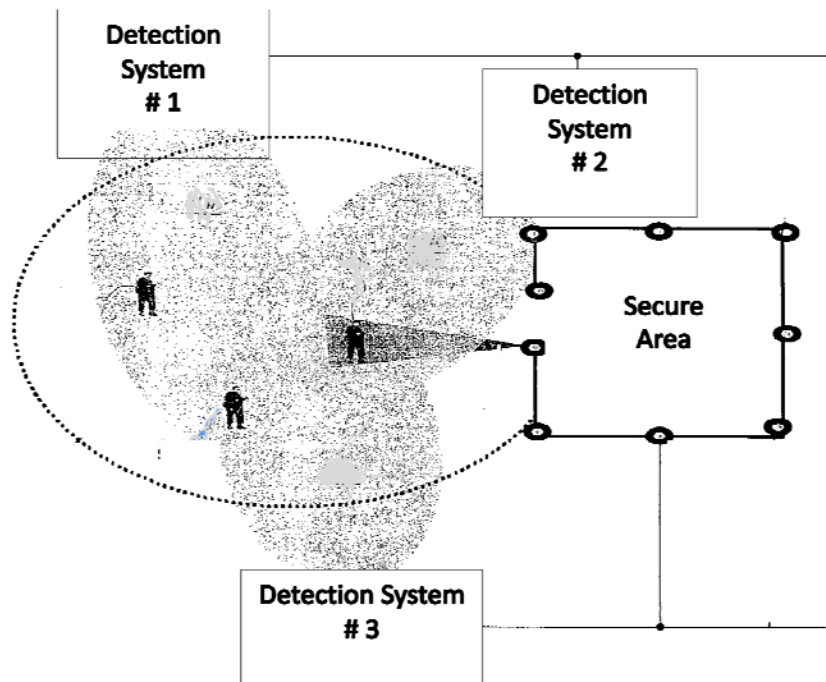 Detection
System
# 1
Detection
System
# 2
Secure
Area
Detection System
# 3